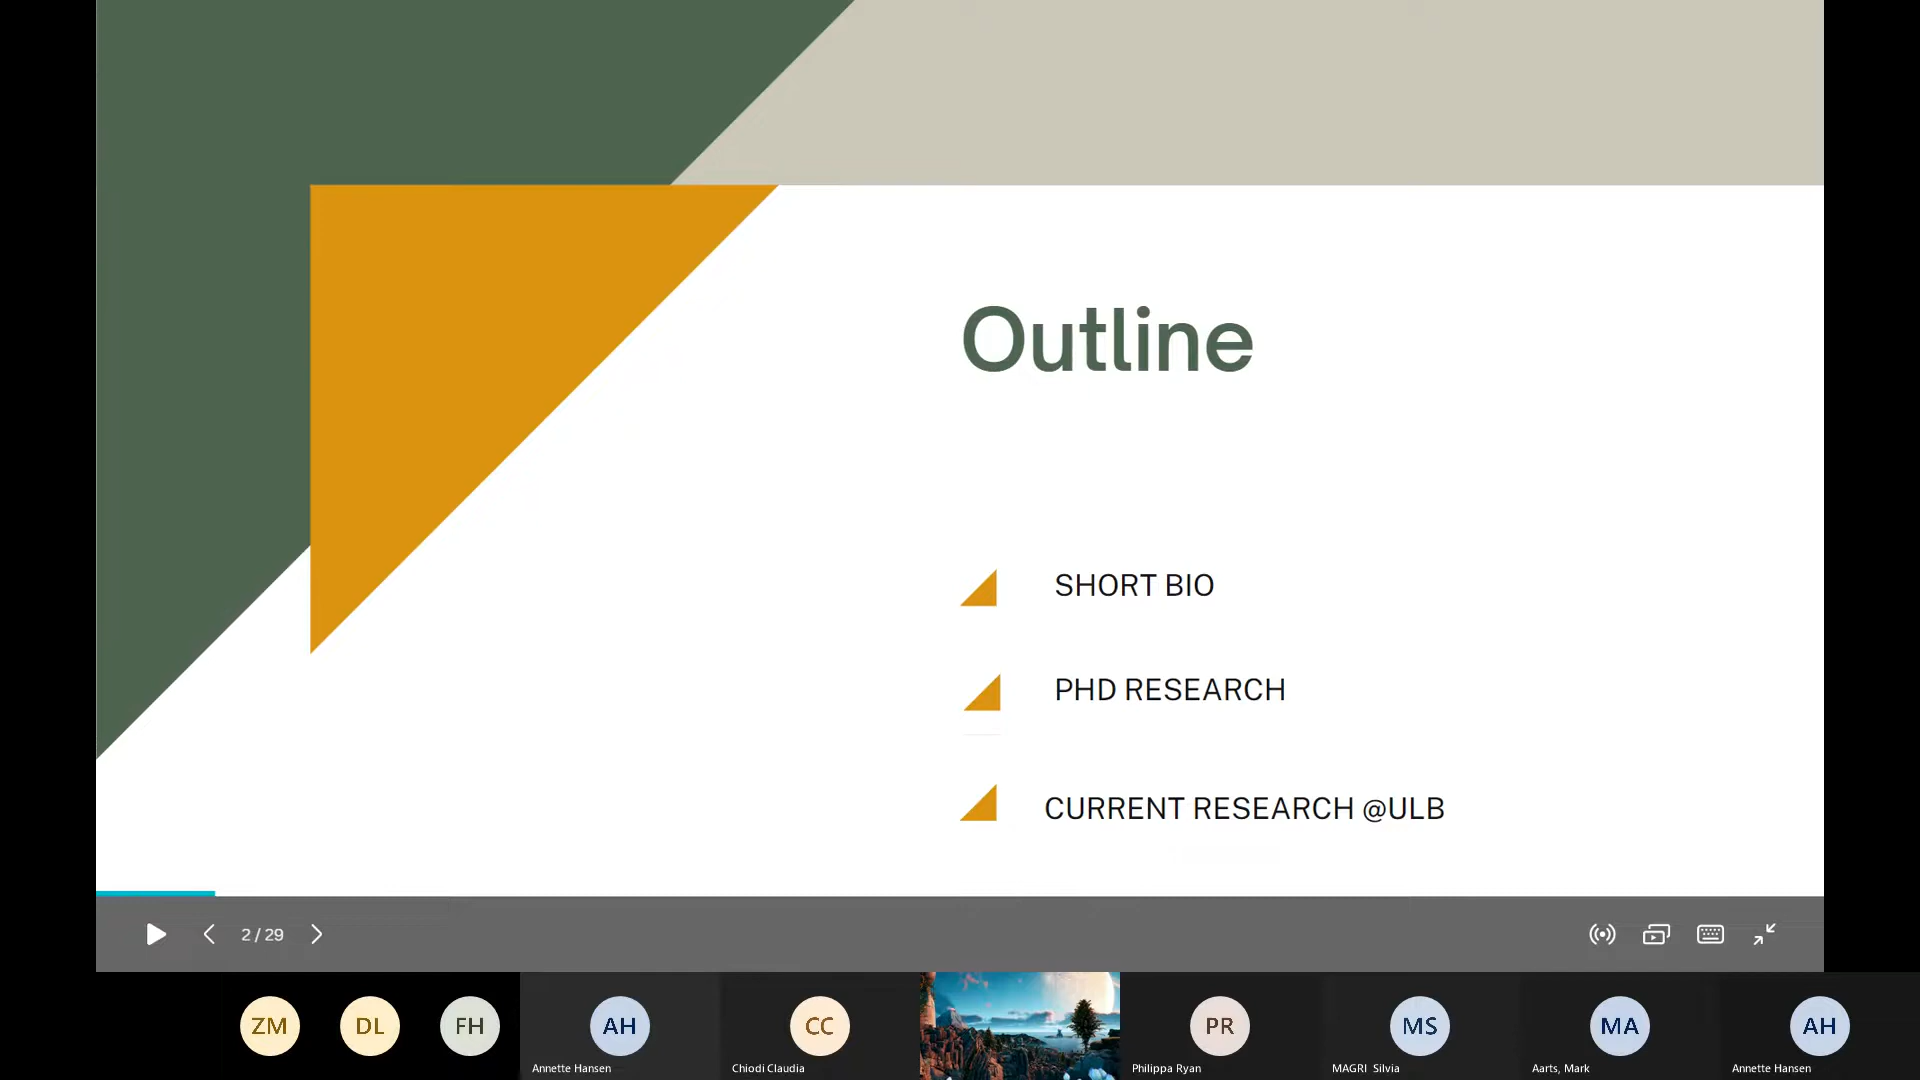 Outline
SHORT BIO
PHD RESEARCH
CURRENT RESEARCH @ULB
2 / 29
ZM
DL
FH
AH
CC
PR
MS
MA
AH
Annette Hansen
Chiodi Claudia
Philippa Ryan
MAGRI Silvia
Aarts, Mark
Annette Hansen